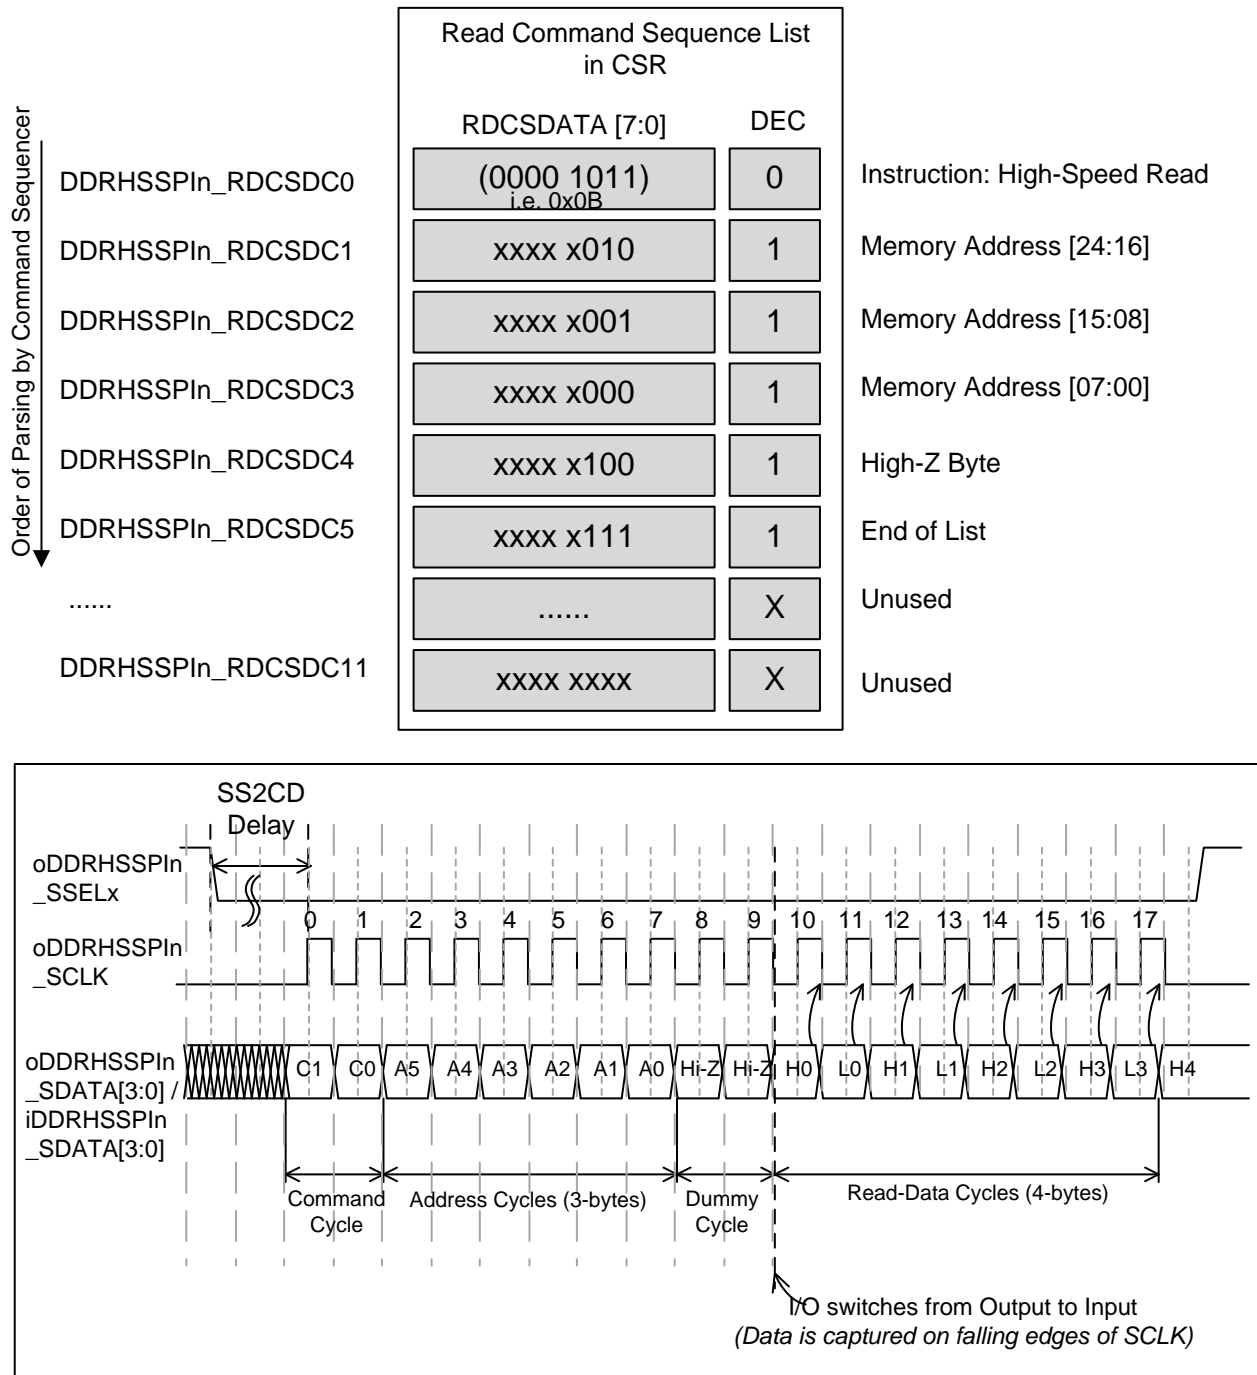 Read Command Sequence List
in CSR
RDCSDATA [7:0] DEC
Order of Parsing by Command Sequencer
DDRHSSPIn_RDCSDC0 (0000 1011) i.e. 0x0B 0 Instruction: High-Speed Read
DDRHSSPIn_RDCSDC1 xxxx x010 1 Memory Address [24:16]
DDRHSSPIn_RDCSDC2 xxxx x001 1 Memory Address [15:08]
DDRHSSPIn_RDCSDC3 xxxx x000 1 Memory Address [07:00]
DDRHSSPIn_RDCSDC4 xxxx x100 1 High-Z Byte
DDRHSSPIn_RDCSDC5 xxxx x111 1 End of List
...... ...... X Unused
DDRHSSPIn_RDCSDC11 xxxx xxxx X Unused
SS2CD
Delay
oDDRHSSPIn
_SSELx
0 1 2 3 4 5 6 7 8 9 10 11 12 13 14 15 16 17
oDDRHSSPIn
_SCLK
oDDRHSSPIn
_SDATA[3:0] /
iDDRHSSPIn
_SDATA[3:0]
C1 C0 A5 A4 A3 A2 A1 A0 Hi-Z Hi-Z H0 L0 H1 L1 H2 L2 H3 L3 H4
Command
Cycle
Address Cycles (3-bytes)
Dummy
Cycle
Read-Data Cycles (4-bytes)
I/O switches from Output to Input
(Data is captured on falling edges of SCLK)